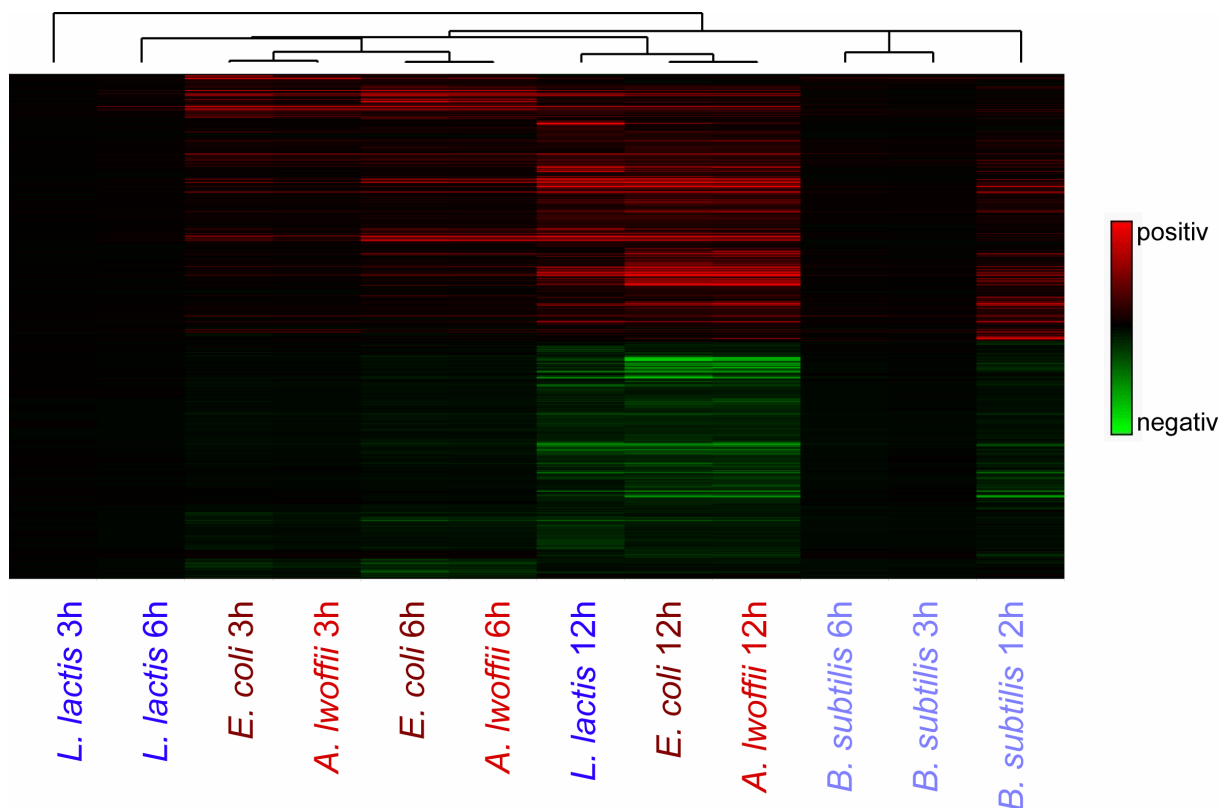 positiv
negativ
L. lactis 3h
L. lactis 6h
E. coli 3h
A. lwoffii 3h
E. coli 6h
A. lwoffii 6h
L. lactis 12h
E. coli 12h
A. lwoffii 12h
B. subtilis 6h
B. subtilis 3h
B. subtilis 12h